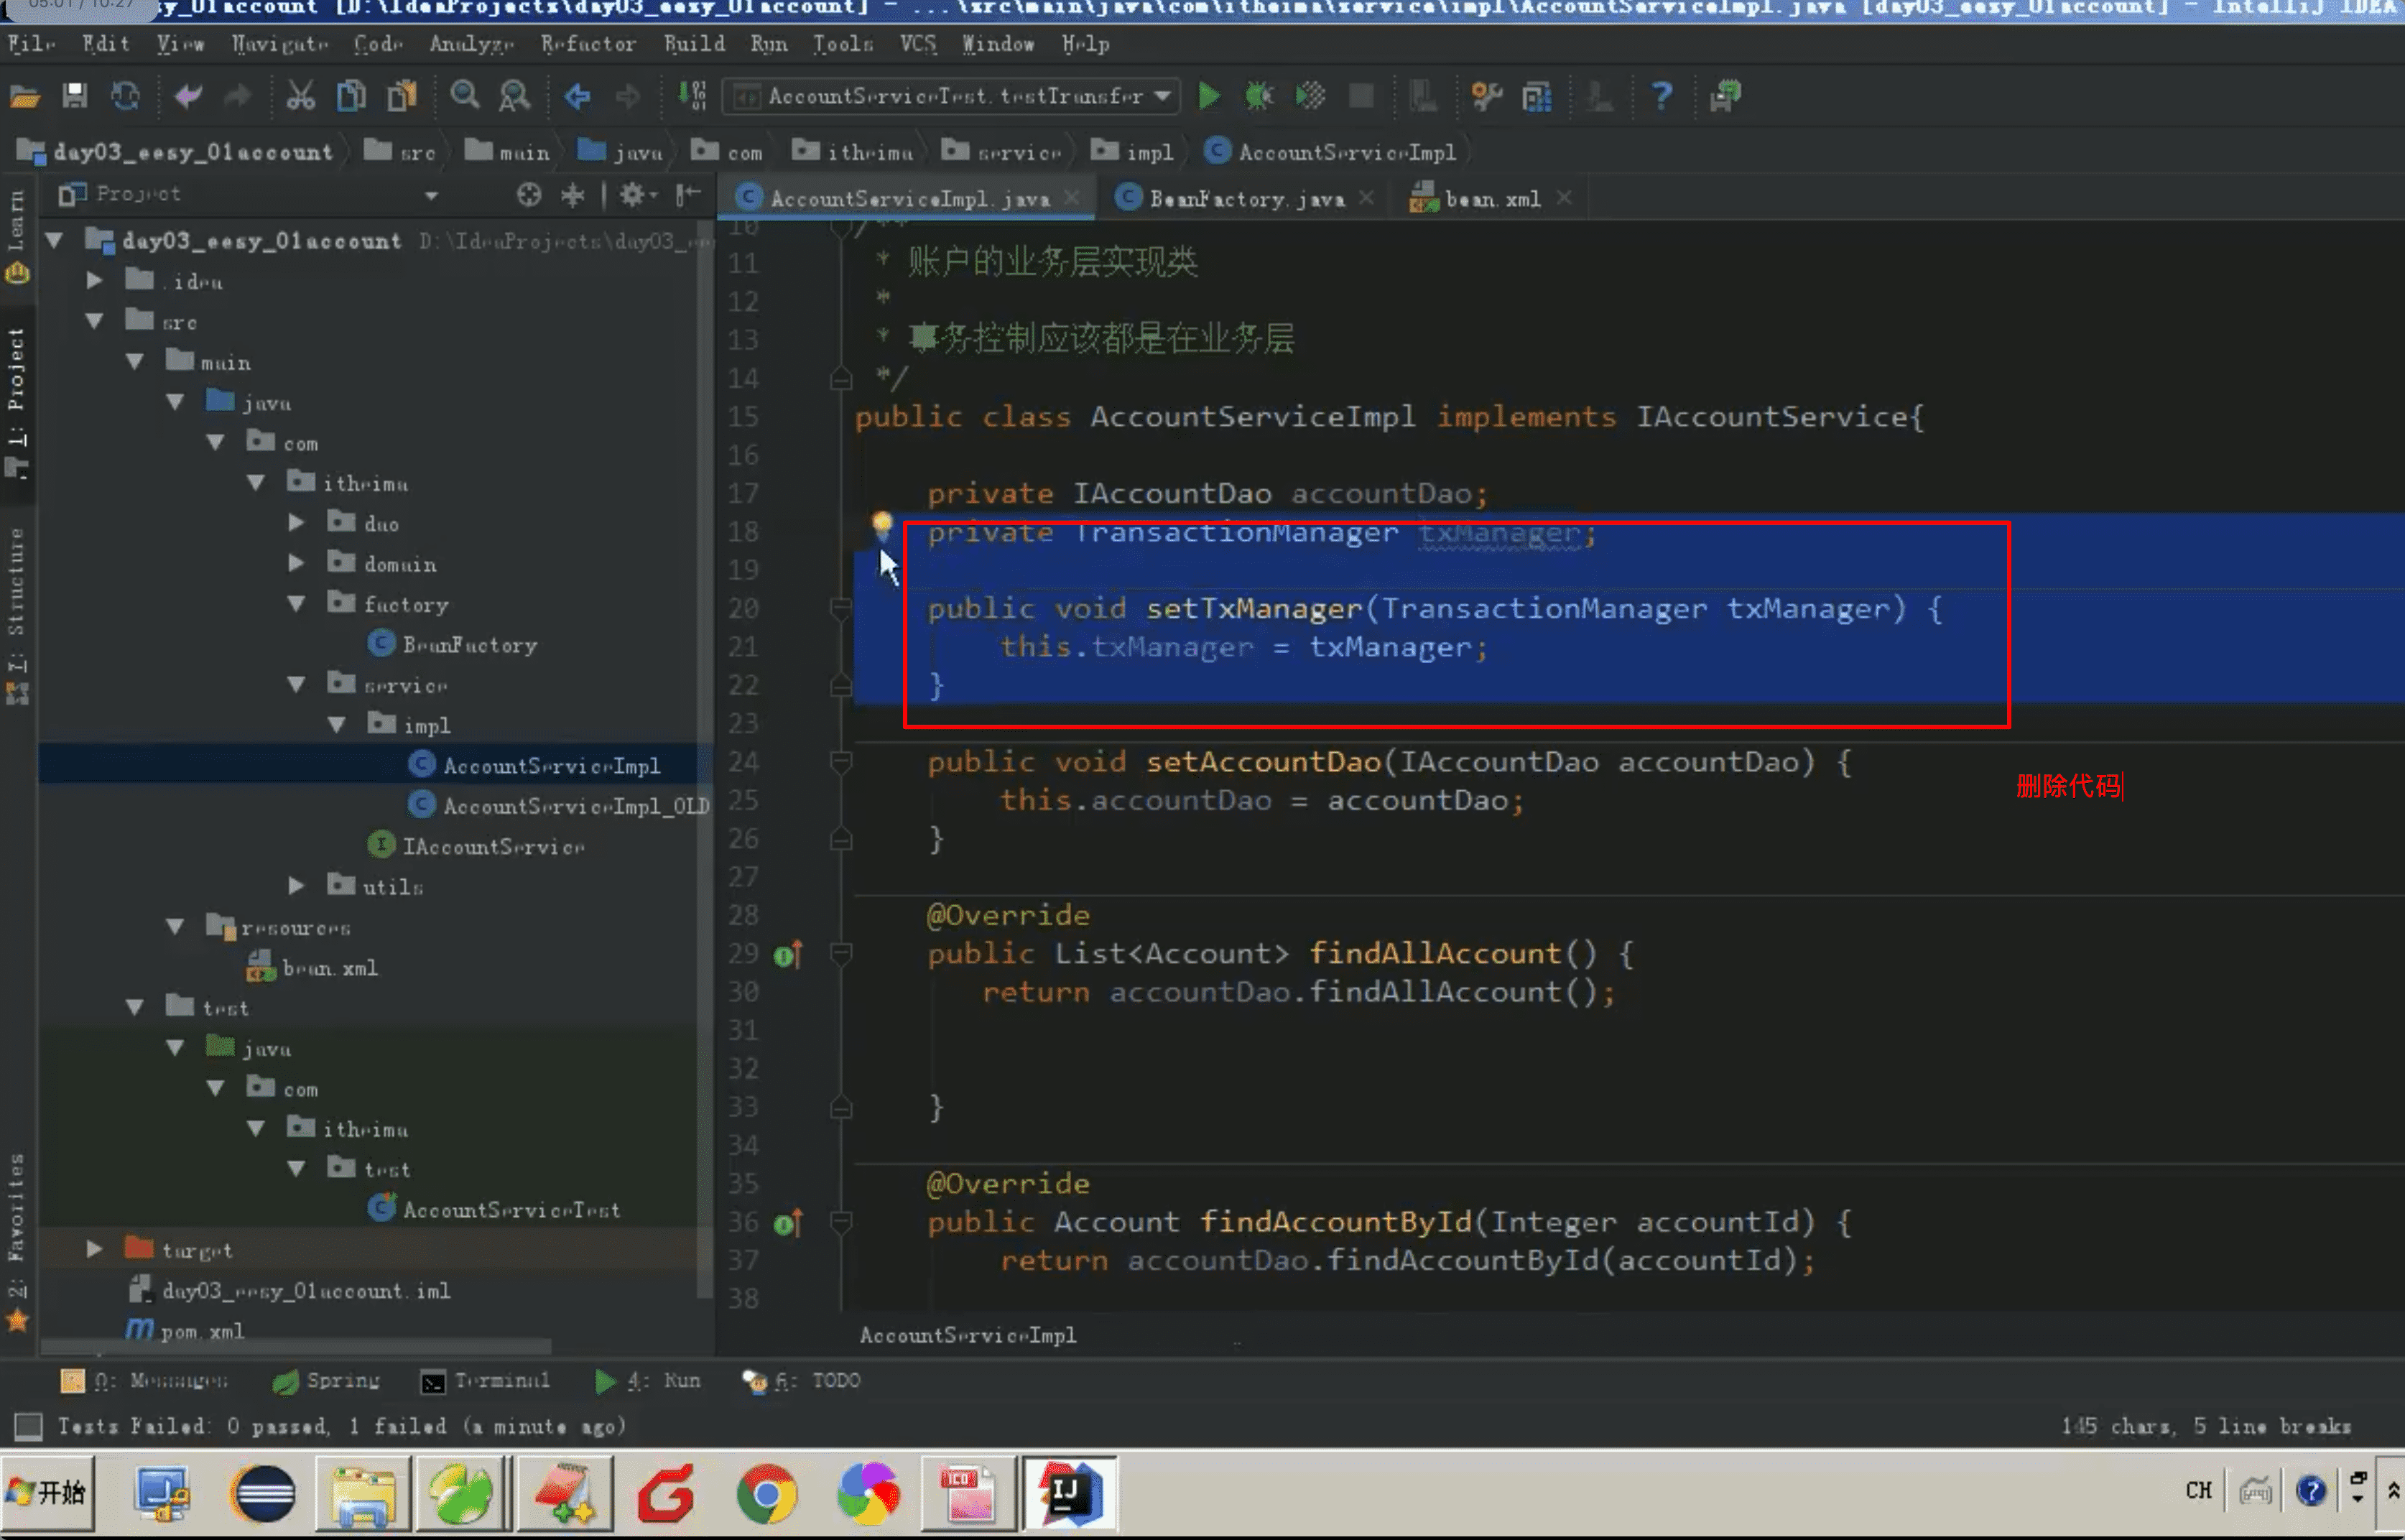 05:01 / 10:27
sy_01account [D:\IdeaProjects\day03_eesy_01account] - ...\src\main\java\com\itheima\service\impl\AccountServiceImpl.java [day03_eesy_01account] - IntelliJ IDEA
File Edit View Navigate Code Analyze Refactor Build Run Tools VCS Window Help
AccountServiceTest.testTransfer
day03_eesy_01account src main java com itheima service impl AccountServiceImpl
Project
AccountServiceImpl.java BeanFactory.java bean.xml
Learn
1: Project
7: Structure
2: Favorites
day03_eesy_01account D:\IdeaProjects\day03_ee
.idea
src
main
java
com
itheima
dao
domain
factory
BeanFactory
service
impl
AccountServiceImpl
AccountServiceImpl_OLD
IAccountService
utils
resources
bean.xml
test
java
com
itheima
test
AccountServiceTest
target
day03_eesy_01account.iml
pom.xml
10 /**
11 * 账户的业务层实现类
12 *
13 * 事务控制应该都是在业务层
14 */
15 public class AccountServiceImpl implements IAccountService{
16
17 private IAccountDao accountDao;
18 private TransactionManager txManager;
19
20 public void setTxManager(TransactionManager txManager) {
21 this.txManager = txManager;
22 }
23
24 public void setAccountDao(IAccountDao accountDao) {
25 this.accountDao = accountDao;
26 }
27
28 @Override
29 public List<Account> findAllAccount() {
30 return accountDao.findAllAccount();
31
32
33 }
34
35 @Override
36 public Account findAccountById(Integer accountId) {
37 return accountDao.findAccountById(accountId);
38
删除代码
AccountServiceImpl
0: Messages Spring Terminal 4: Run 6: TODO
Tests Failed: 0 passed, 1 failed (a minute ago)
145 chars, 5 line breaks
开始
ICO
IJ
CH